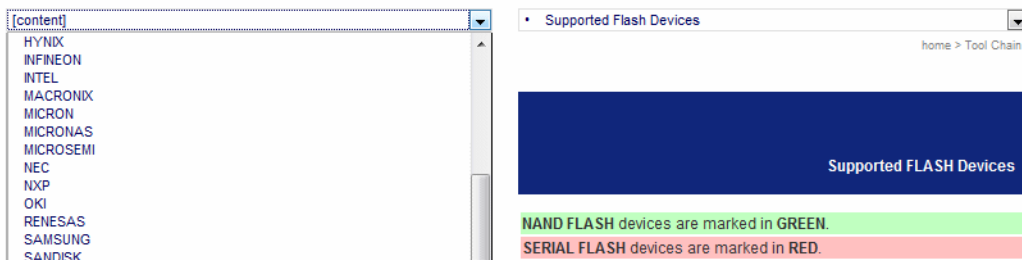 [content]
HYNIX
INFINEON
INTEL
MACRONIX
MICRON
MICRONAS
MICROSEMI
NEC
NXP
OKI
RENESAS
SAMSUNG
SANDISK
• Supported Flash Devices
home > Tool Chain
Supported FLASH Devices
NAND FLASH devices are marked in GREEN.
SERIAL FLASH devices are marked in RED.